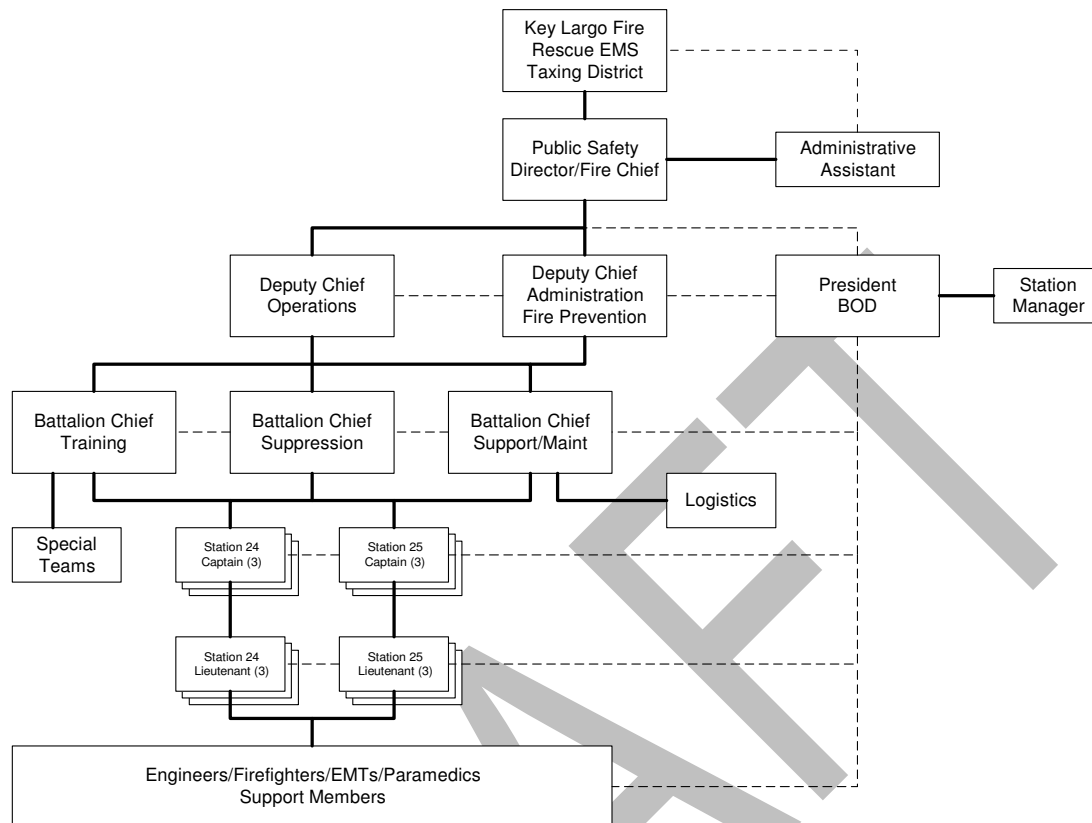 Key Largo Fire
Rescue EMS
Taxing District
Public Safety
Director/Fire Chief
Administrative
Assistant
Deputy Chief
Operations
Deputy Chief
Administration
Fire Prevention
President
BOD
Station
Manager
Battalion Chief
Training
Battalion Chief
Suppression
Battalion Chief
Support/Maint
Logistics
Special
Teams
Station 24
Captain (3)
Station 25
Captain (3)
Station 24
Lieutenant (3)
Station 25
Lieutenant (3)
Engineers/Firefighters/EMTs/Paramedics
Support Members
AFT